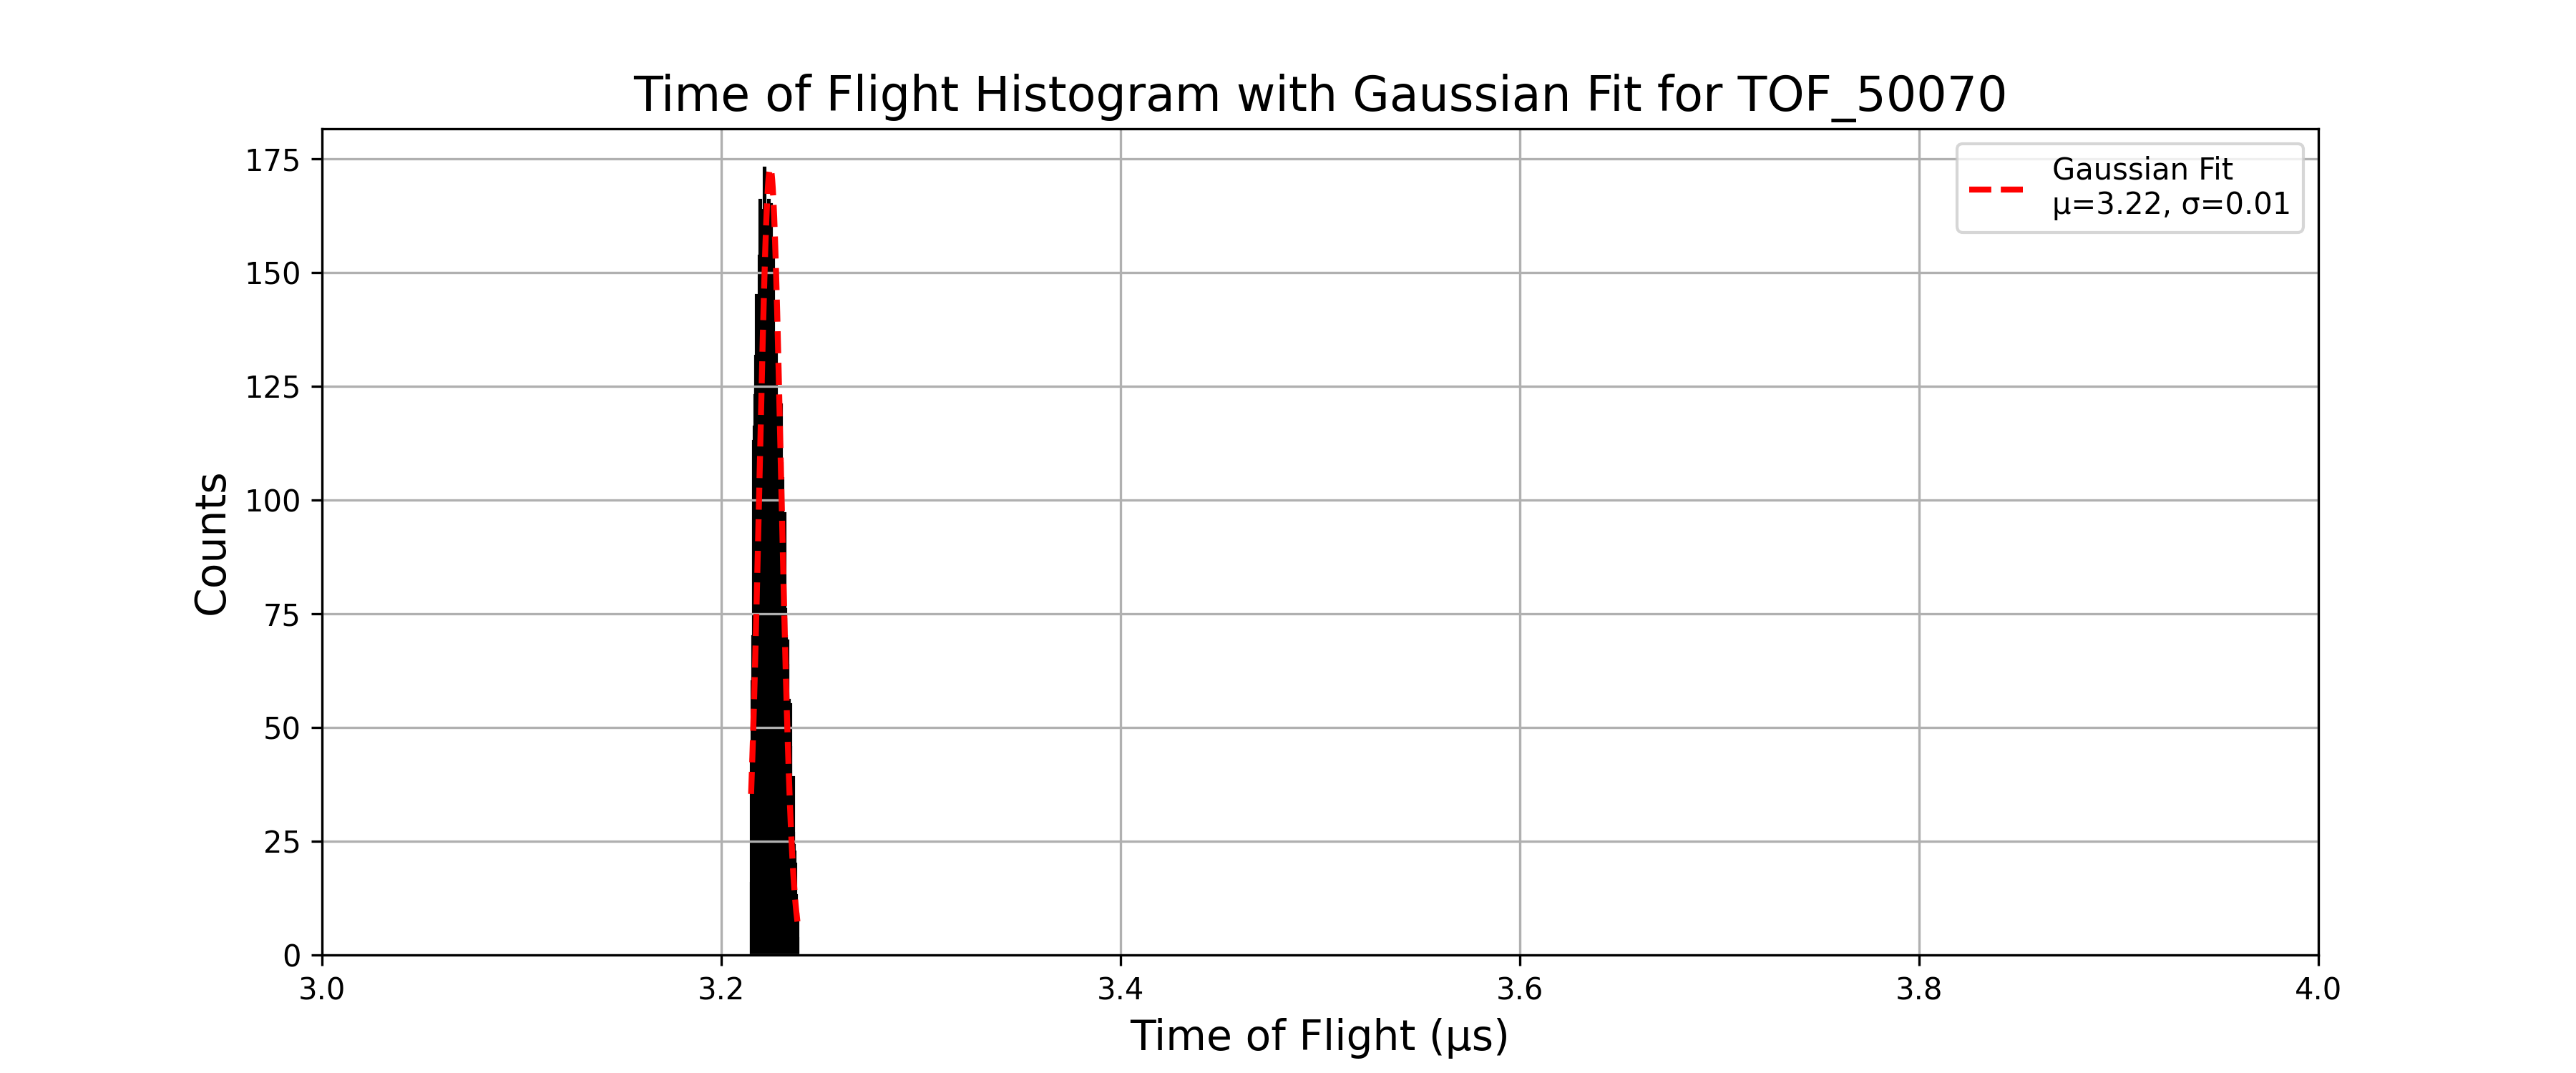 Time of Flight Histogram with Gaussian Fit for TOF_50070
Gaussian Fit
μ=3.22, σ=0.01
175
150
125
100
75
50
25
0
Counts
3.0 3.2 3.4 3.6 3.8 4.0
Time of Flight (μs)